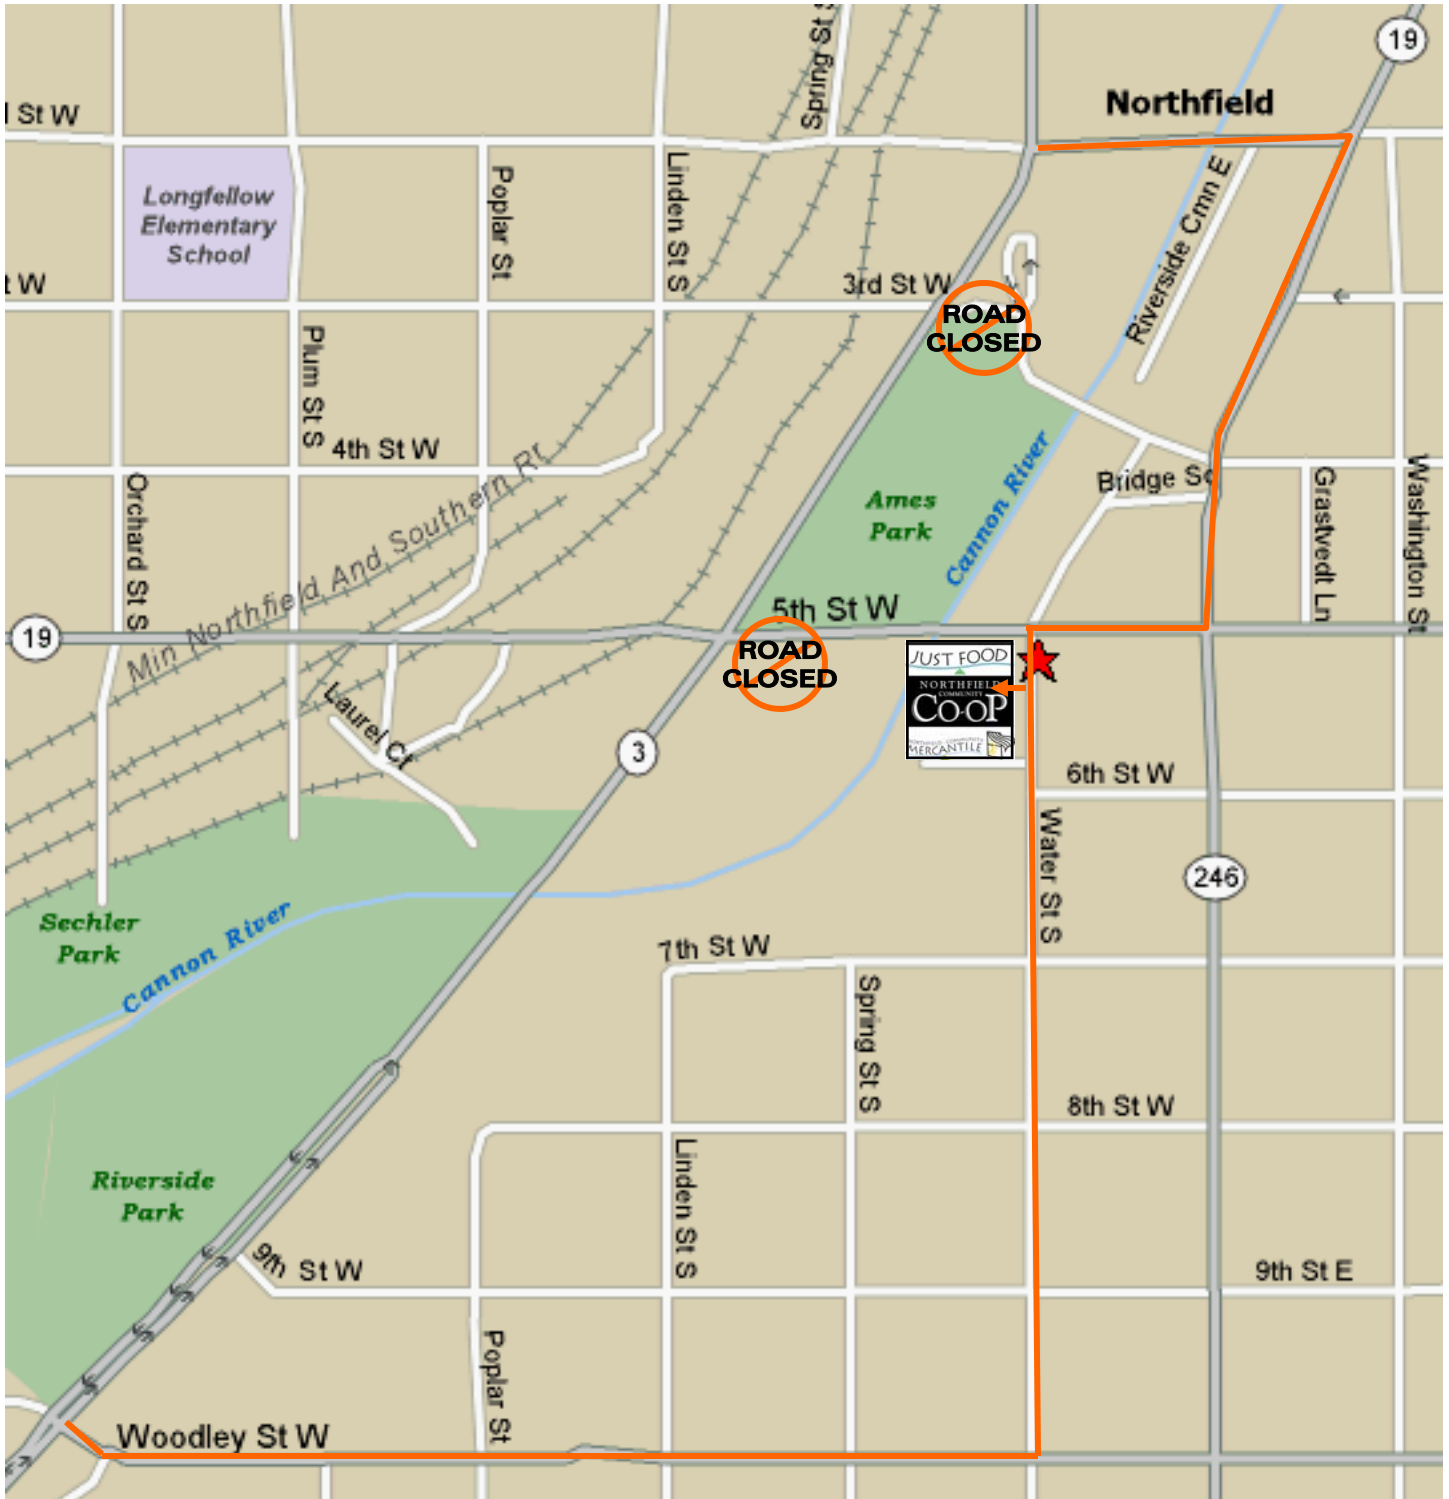 Spring St S
19
Northfield
l St W
Longfellow
Elementary
School
Poplar St
Linden St S
Riverside Cmn E
t W
3rd St W
ROAD
CLOSED
Plum St S
4th St W
Min Northfield And Southern Rr
Orchard St S
Ames
Park
Cannon River
Bridge Sq
Grastvedt Ln
Washington St
5th St W
19
ROAD
CLOSED
JUST FOOD
NORTHFIELD
COMMUNITY
CO-OP
NORTHFIELD COMMUNITY
MERCANTILE
Laurel Ct
3
6th St W
Water St S
246
Sechler
Park
Cannon River
7th St W
Spring St S
8th St W
Linden St S
Riverside
Park
9th St W
9th St E
Poplar St
Woodley St W